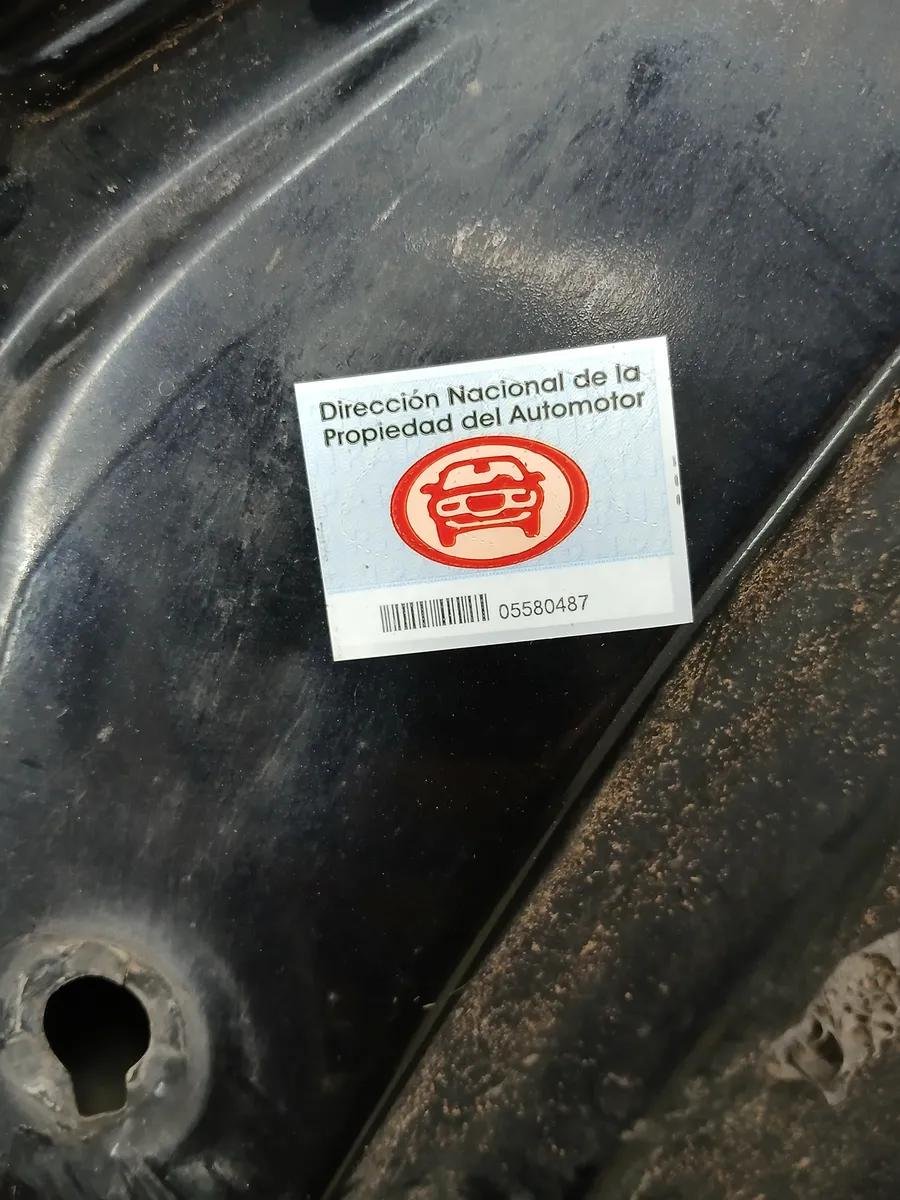 Dirección Nacional de la
Propiedad del Automotor
05580487